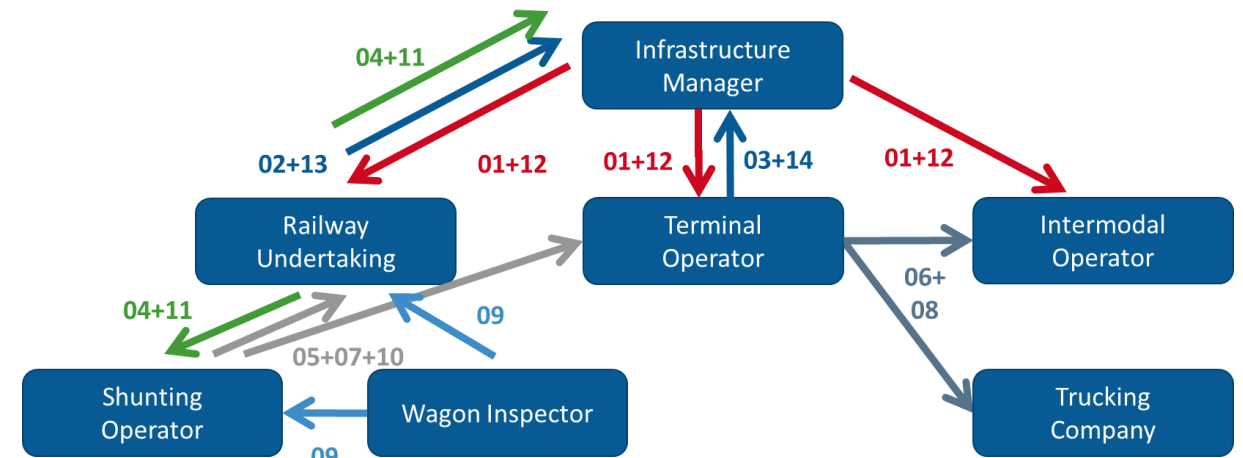 04+11
Infrastructure
Manager
02+13
01+12
01+12
03+14
01+12
Railway
Undertaking
Terminal
Operator
Intermodal
Operator
04+11
05+07+10
09
06+
08
Shunting
Operator
Wagon Inspector
Trucking
Company
09